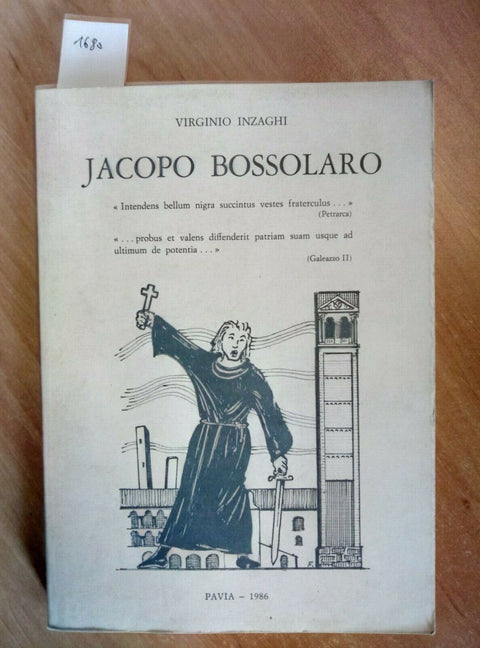 1680
VIRGINIO INZAGHI
JACOPO BOSSOLARO
« Intendens bellum nigra succintus vestes fraterculus . . . »
(Petrarca)
« . . . probus et valens diffenderit patriam suam usque ad
ultimum de potentia . . . »
(Galeazzo II)
PAVIA – 1986